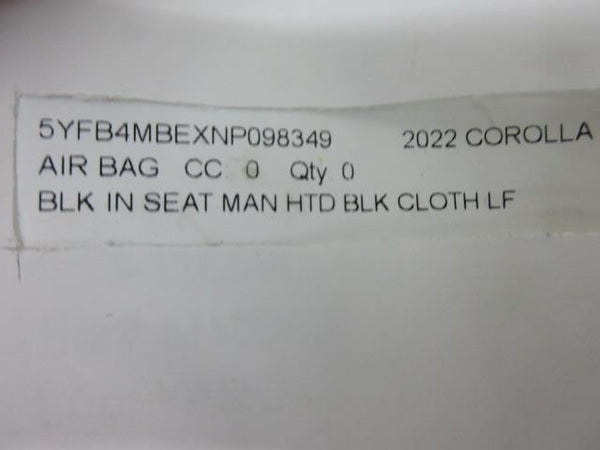 5YFB4MBEXNP098349 2022 COROLLA
AIR BAG CC 0 Qty 0
BLK IN SEAT MAN HTD BLK CLOTH LF